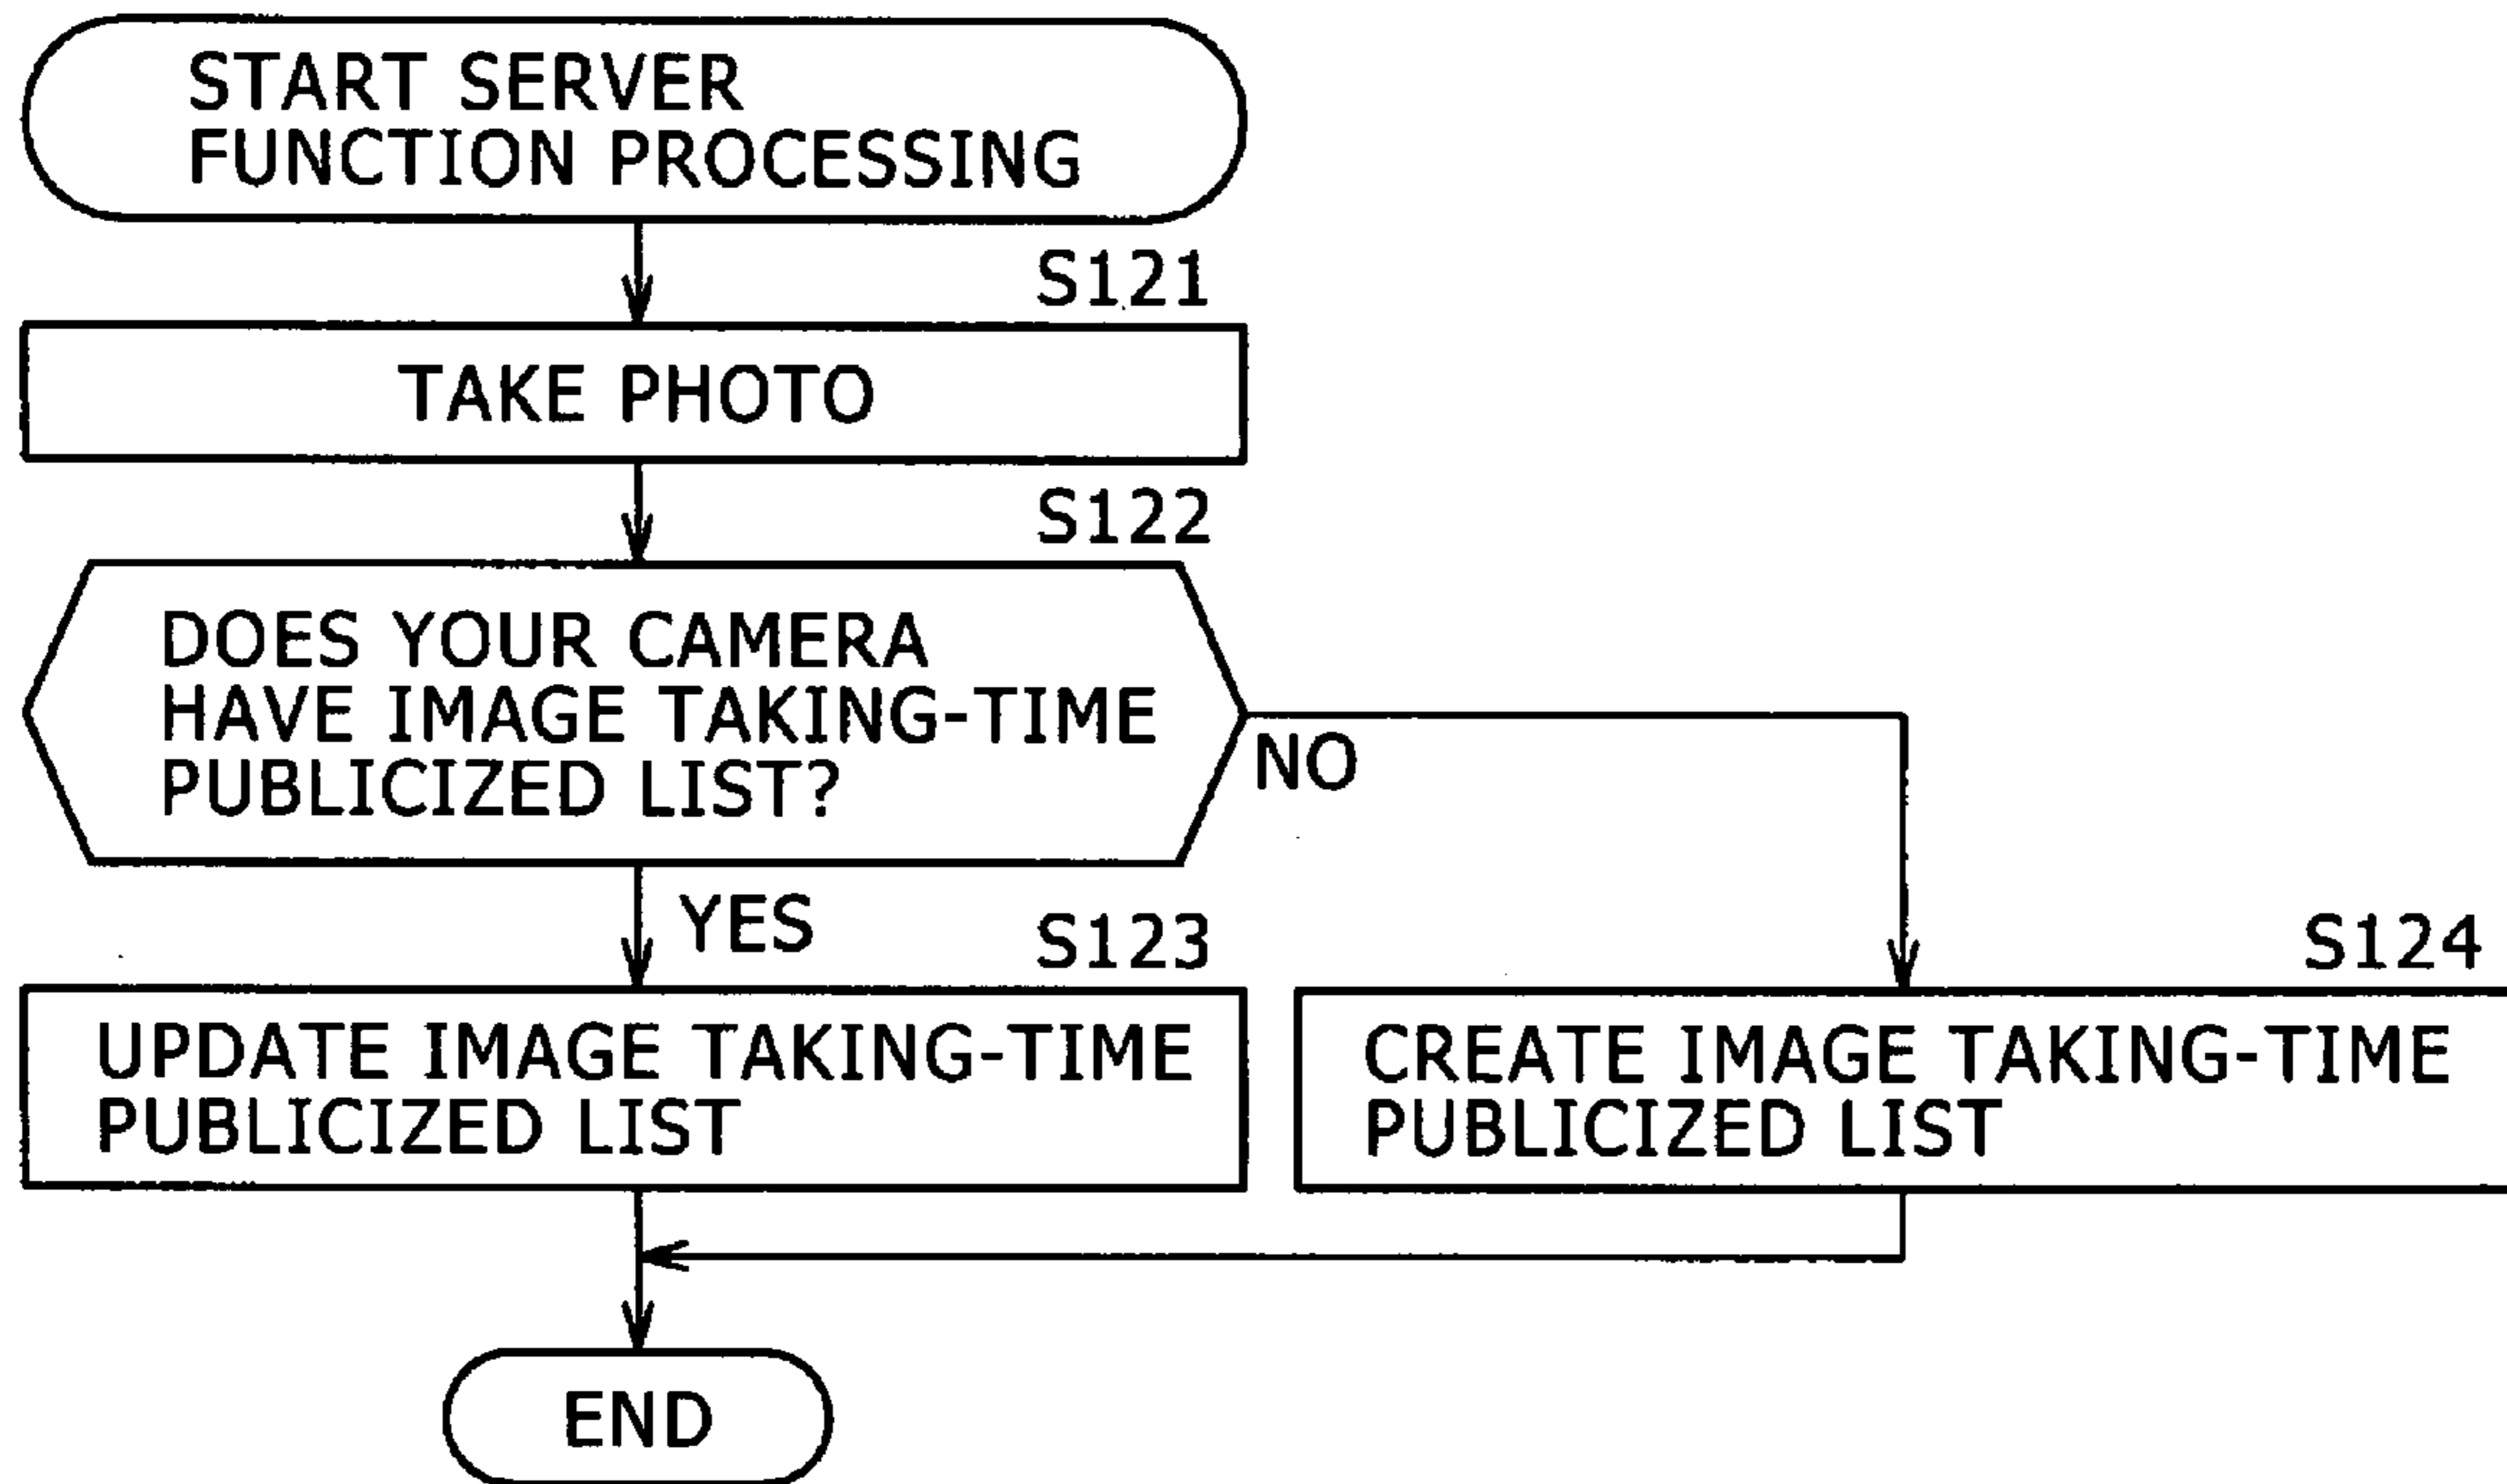 START SERVER
FUNCTION PROCESSING
S121
TAKE PHOTO
S122
DOES YOUR CAMERA
HAVE IMAGE TAKING-TIME
PUBLICIZED LIST?
NO
YES
S123
UPDATE IMAGE TAKING-TIME
PUBLICIZED LIST
S124
CREATE IMAGE TAKING-TIME
PUBLICIZED LIST
END